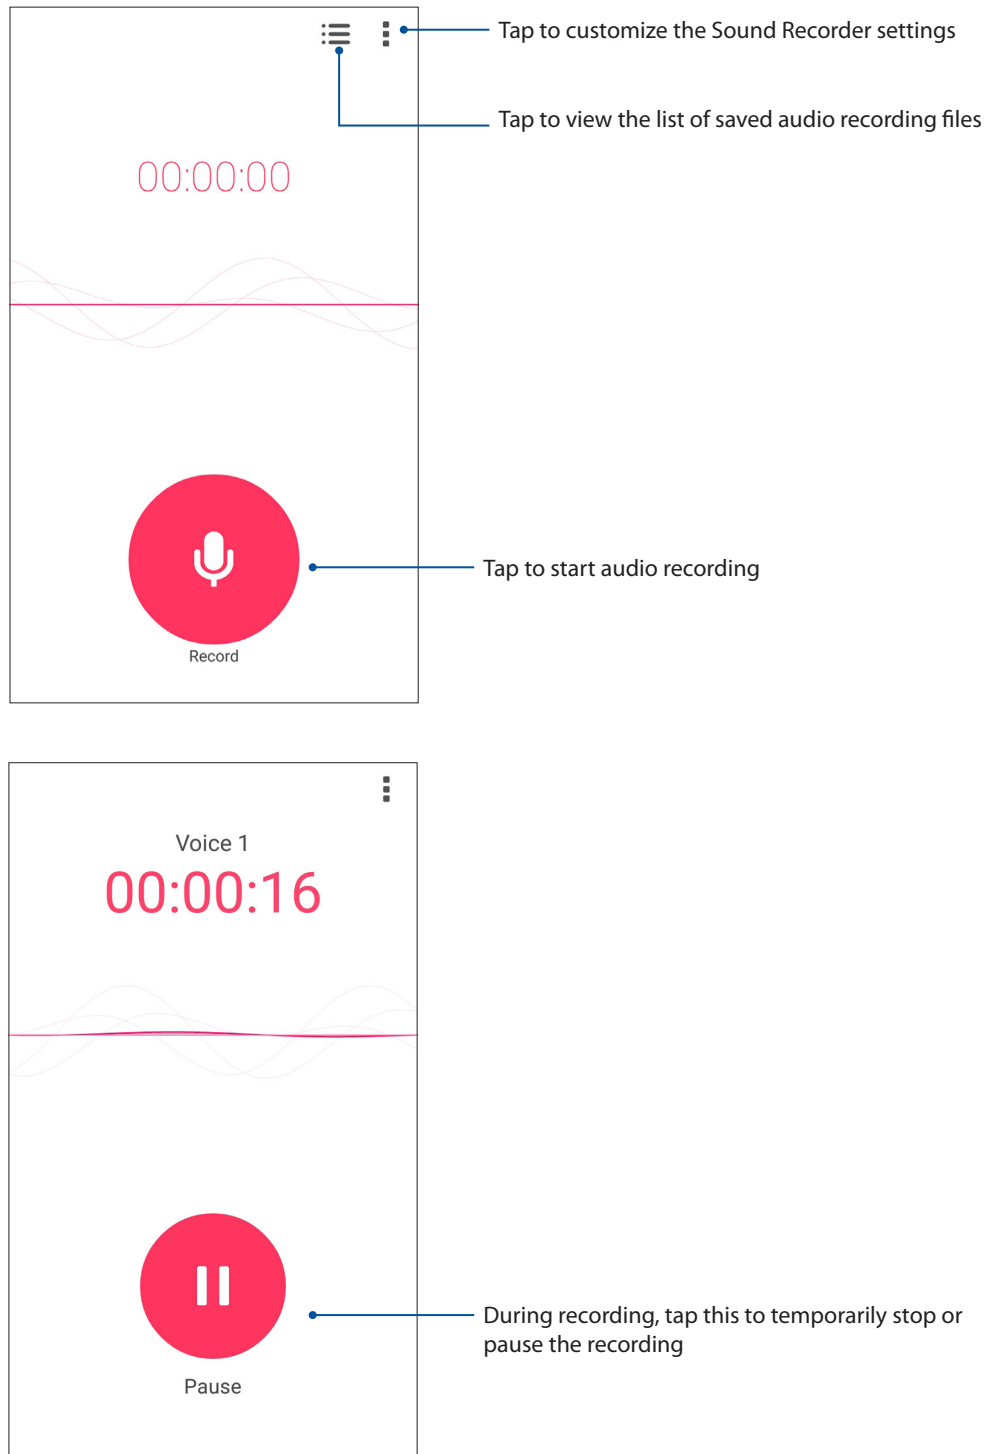 Tap to customize the Sound Recorder settings
Tap to view the list of saved audio recording files
00:00:00
Tap to start audio recording
Record
Voice 1
00:00:16
During recording, tap this to temporarily stop or
pause the recording
Pause